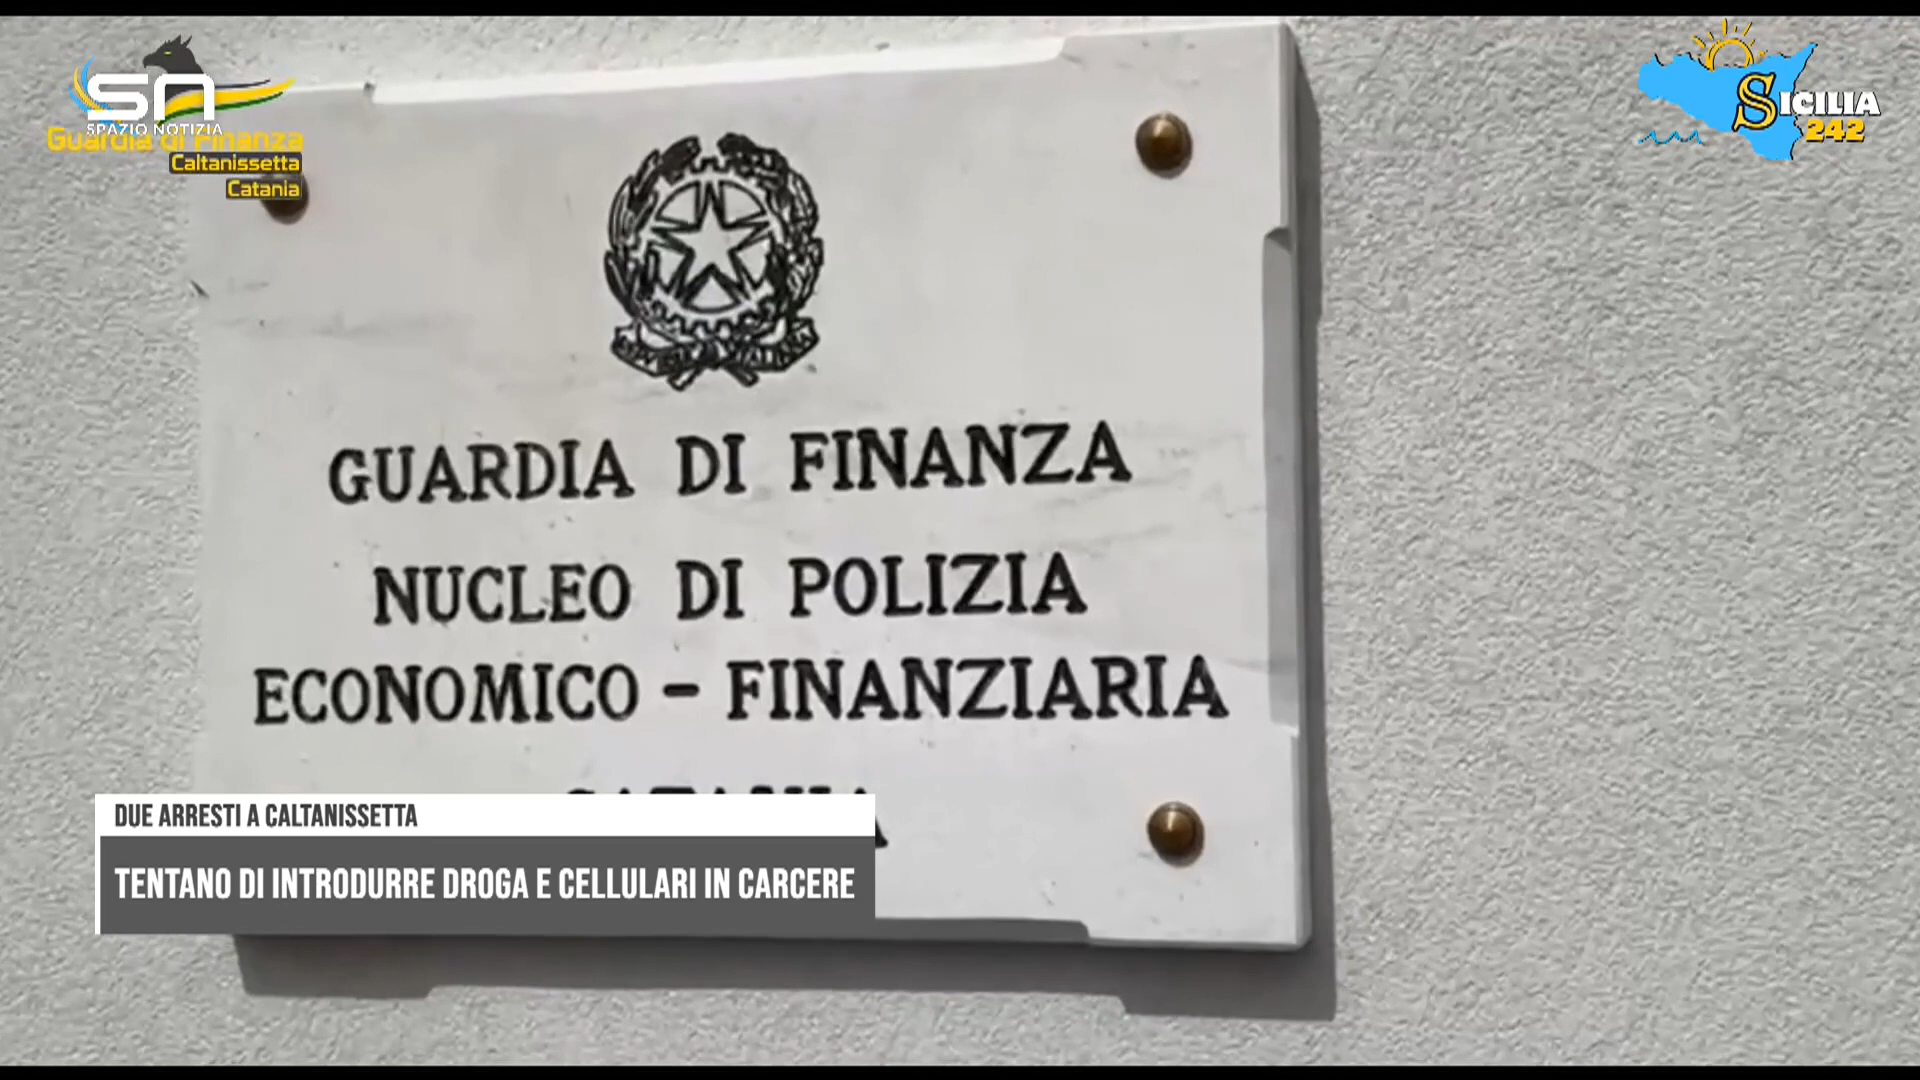 SN
SPAZIO NOTIZIA
Guardia di Finanza
Caltanissetta
Catania
SICILIA
242
GUARDIA DI FINANZA
NUCLEO DI POLIZIA
ECONOMICO - FINANZIARIA
DUE ARRESTI A CALTANISSETTA
TENTANO DI INTRODURRE DROGA E CELLULARI IN CARCERE